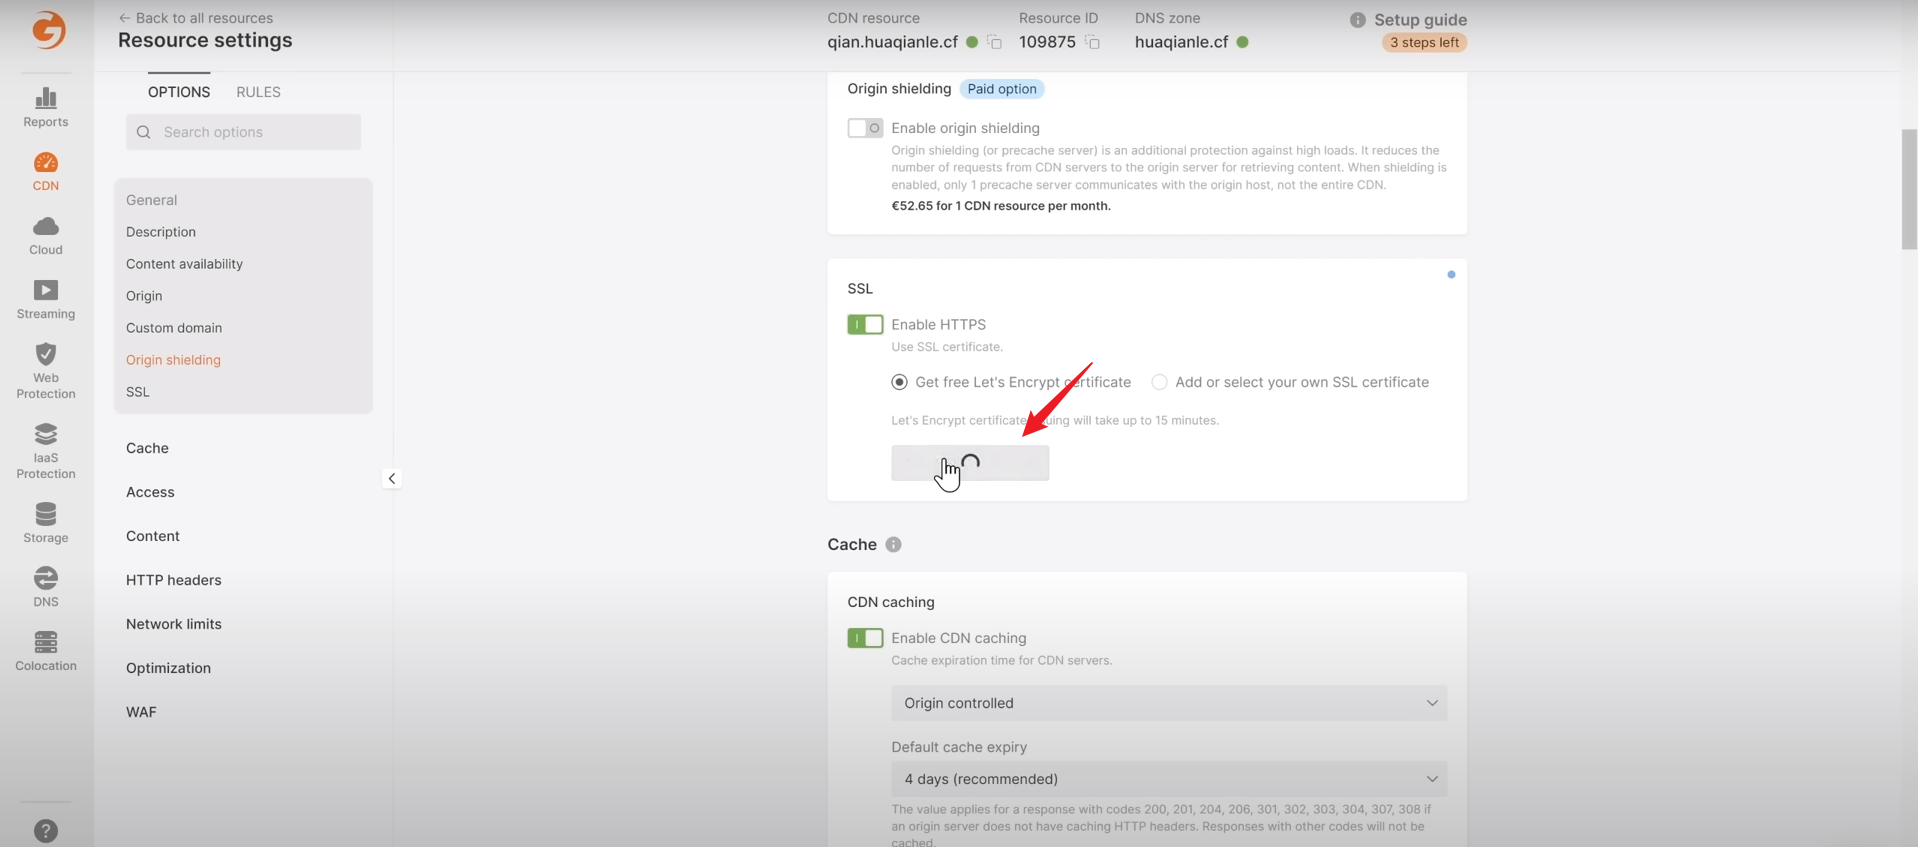 ← Back to all resources
Resource settings
CDN resource
qian.huaqianle.cf
Resource ID
109875
DNS zone
huaqianle.cf
Setup guide
3 steps left
Reports
CDN
Cloud
Streaming
Web
Protection
IaaS
Protection
Storage
DNS
Colocation
OPTIONS
RULES
Search options
General
Description
Content availability
Origin
Custom domain
Origin shielding
SSL
Cache
Access
Content
HTTP headers
Network limits
Optimization
WAF
Origin shielding
Paid option
Enable origin shielding
Origin shielding (or precache server) is an additional protection against high loads. It reduces the
number of requests from CDN servers to the origin server for retrieving content. When shielding is
enabled, only 1 precache server communicates with the origin host, not the entire CDN.
€52.65 for 1 CDN resource per month.
SSL
Enable HTTPS
Use SSL certificate.
Get free Let's Encrypt certificate
Add or select your own SSL certificate
Let's Encrypt certificate will take up to 15 minutes.
Cache
CDN caching
Enable CDN caching
Cache expiration time for CDN servers.
Origin controlled
Default cache expiry
4 days (recommended)
The value applies for a response with codes 200, 201, 204, 206, 301, 302, 303, 304, 307, 308 if
an origin server does not have caching HTTP headers. Responses with other codes will not be
cached.